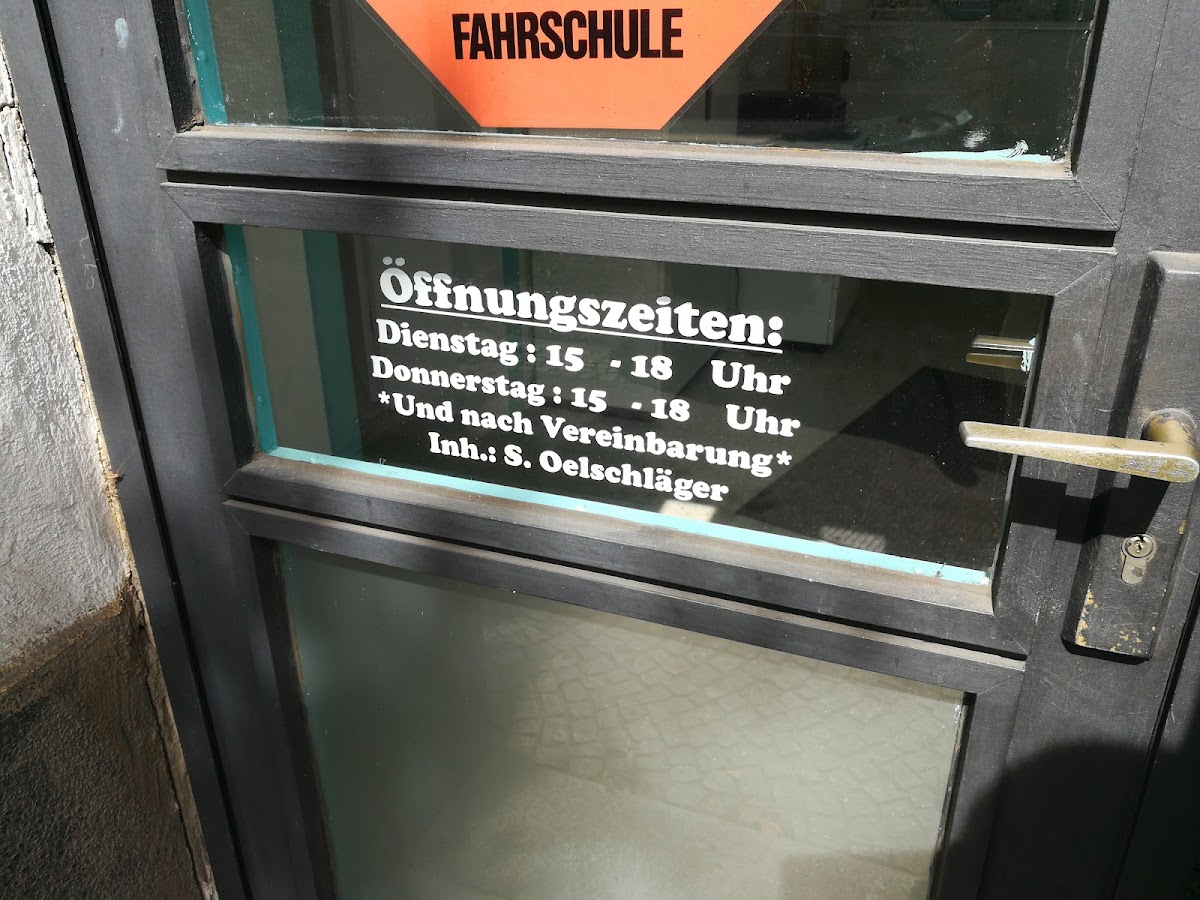 FAHRSCHULE
Öffnungszeiten:
Dienstag : 15 - 18 Uhr
Donnerstag : 15 - 18 Uhr
*Und nach Vereinbarung*
Inh.: S. Oelschläger